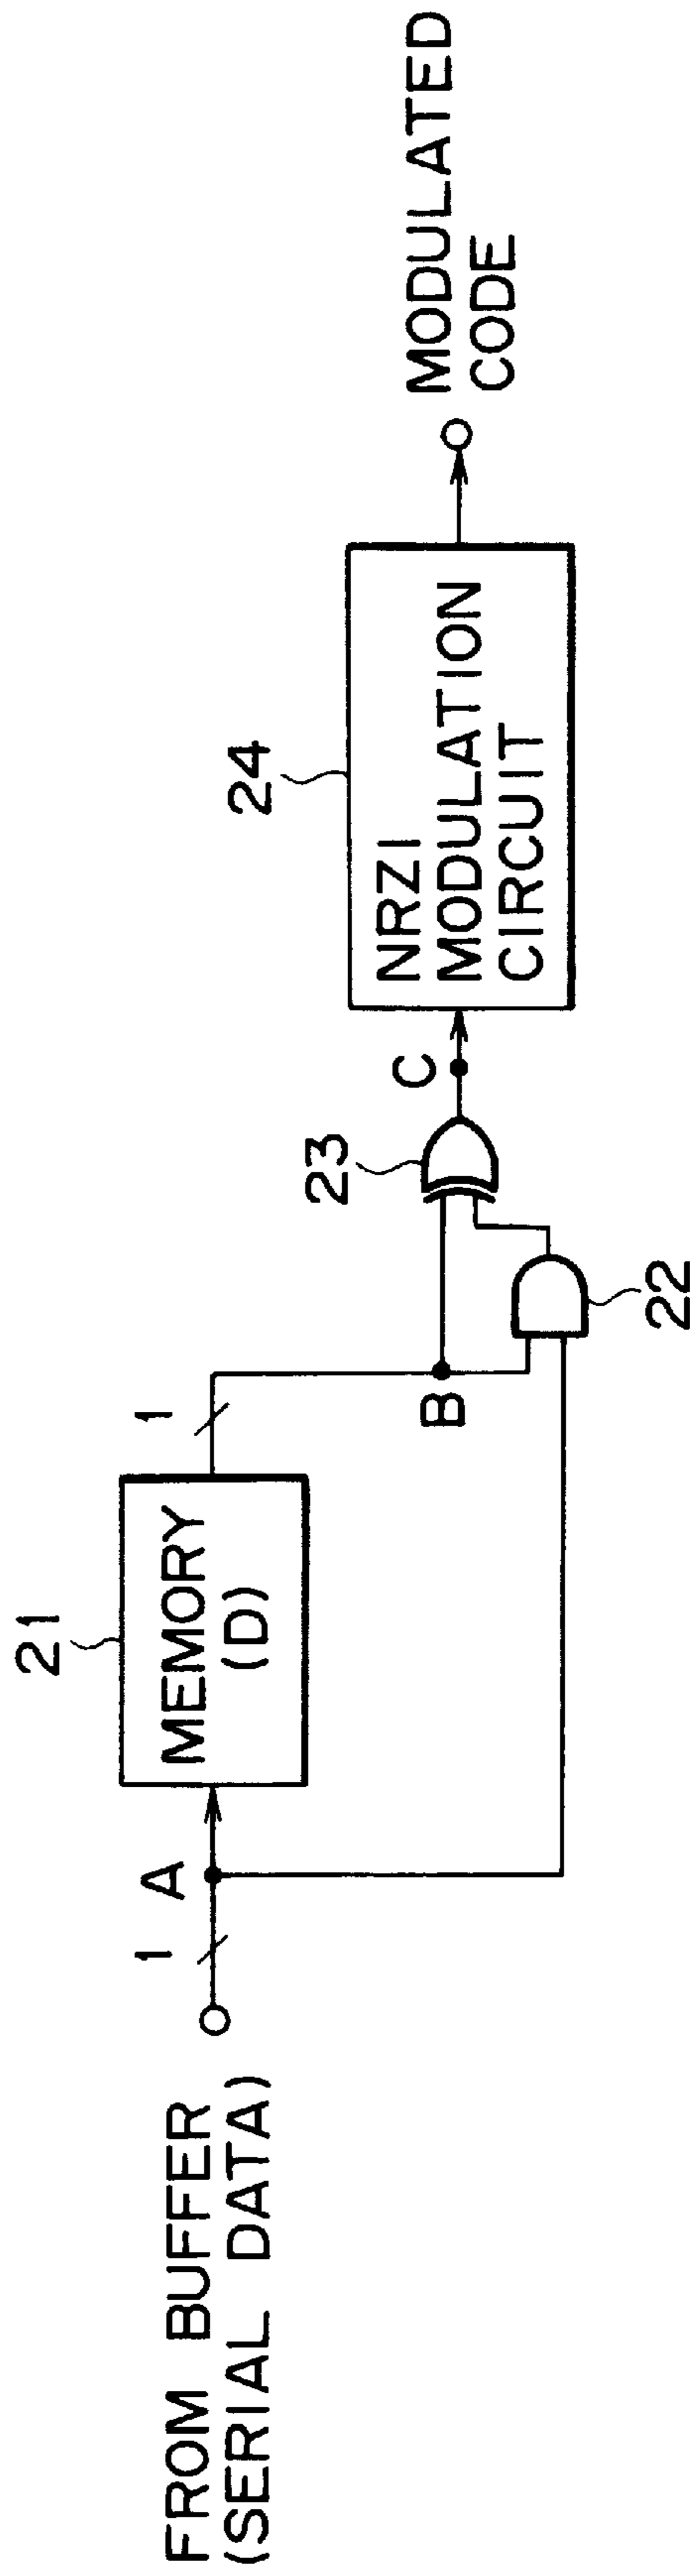 FROM BUFFER
(SERIAL DATA)
1
A
21
MEMORY
(D)
1
B
22
23
C
24
NRZI
MODULATION
CIRCUIT
MODULATED
CODE